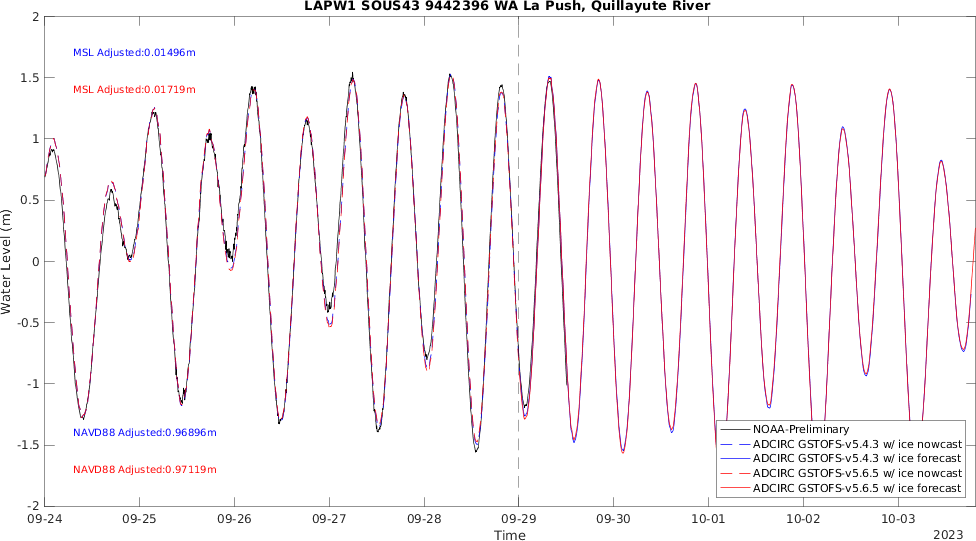 LAPW1 SOUS43 9442396 WA La Push, Quillayute River
2
1.5
1
0.5
0
-0.5
-1
-1.5
-2
Water Level (m)
MSL Adjusted:0.01496m
MSL Adjusted:0.01719m
NAVD88 Adjusted:0.96896m
NAVD88 Adjusted:0.97119m
NOAA-Preliminary
ADCIRC GSTOFS-v5.4.3 w/ ice nowcast
ADCIRC GSTOFS-v5.4.3 w/ ice forecast
ADCIRC GSTOFS-v5.6.5 w/ ice nowcast
ADCIRC GSTOFS-v5.6.5 w/ ice forecast
09-24 09-25 09-26 09-27 09-28 09-29 09-30 10-01 10-02 10-03
Time
2023